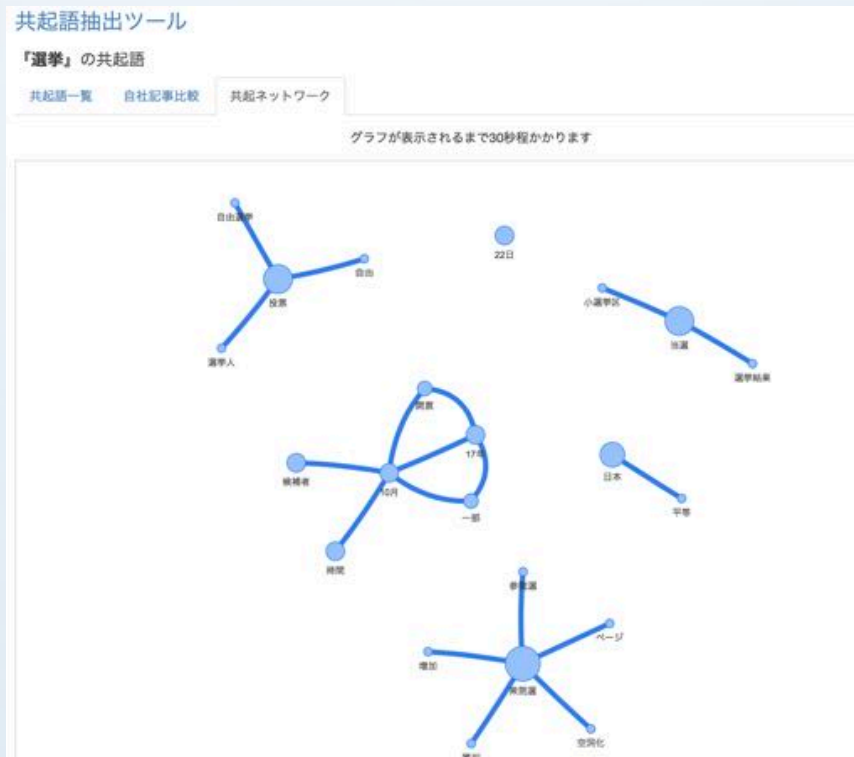 共起語抽出ツール
『選挙』の共起語
共起語一覧 自社記事比較 共起ネットワーク
グラフが表示されるまで30秒程かかります
自由選挙
22日
自由
投票
小選挙区
当選
選挙人
選挙結果
開票
17年
日本
候補者
10月
平等
一部
時間
参院選
ページ
増加
衆院選
空洞化